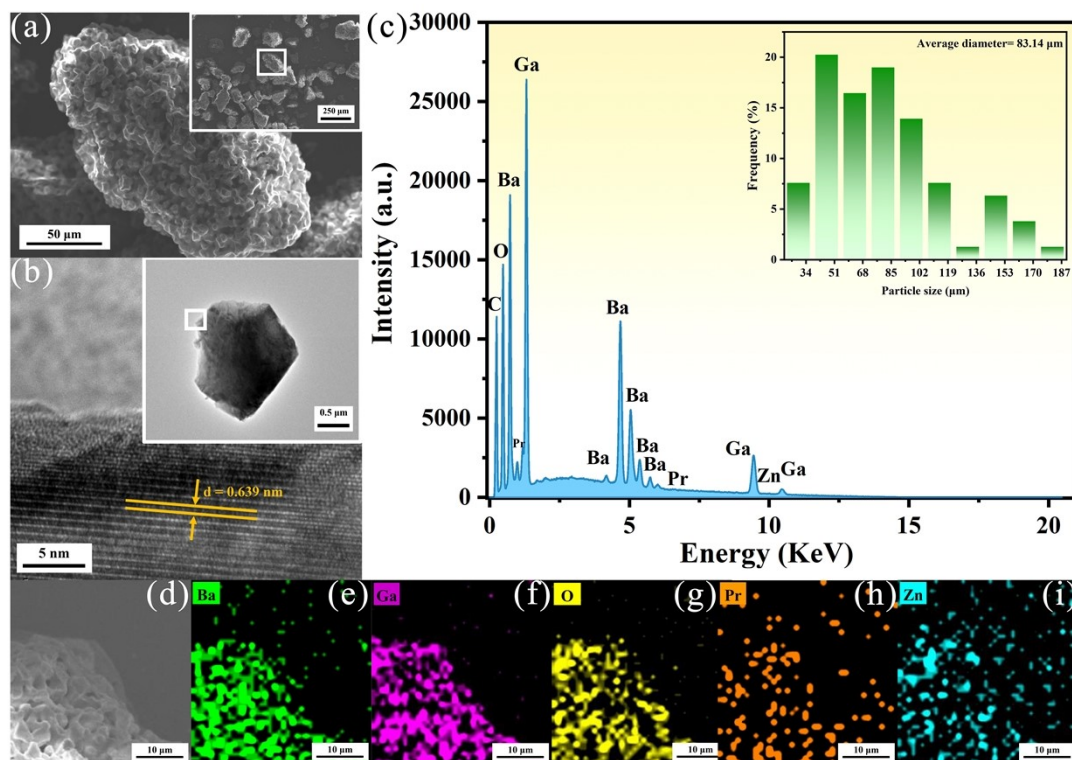 (a)
250 μm
50 μm
(b)
0.5 μm
d = 0.639 nm
5 nm
(c)
Intensity (a.u.)
30000
25000
20000
15000
10000
5000
0
C
O
Ba
Pr
Ga
Ba
Ba
Ba
Ba
Ba
Pr
Ga
Zn
Ga
0 5 10 15 20
Energy (KeV)
Average diameter= 83.14 μm
Frequency (%)
20
15
10
5
0
34 51 68 85 102 119 136 153 170 187
Particle size (μm)
(d)
10 μm
Ba
(e)
10 μm
Ga
(f)
10 μm
O
(g)
10 μm
Pr
(h)
10 μm
Zn
(i)
10 μm